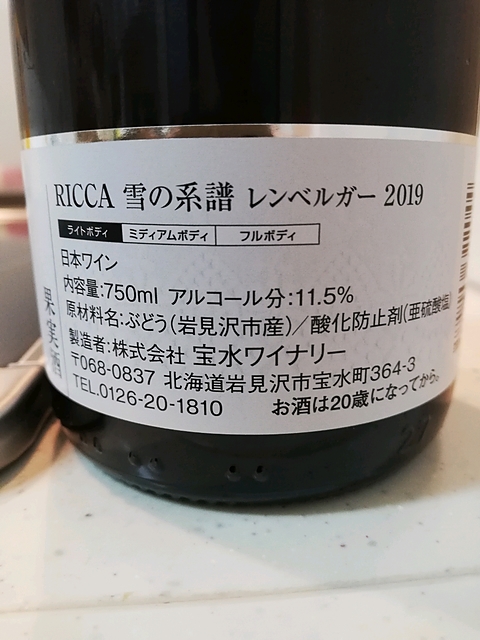 RICCA 雪の系譜 レンベルガー 2019
ライトボディ ミディアムボディ フルボディ
日本ワイン
内容量:750ml アルコール分:11.5%
原材料名:ぶどう(岩見沢市産)/酸化防止剤(亜硫酸塩)
製造者:株式会社 宝水ワイナリー
〒068-0837 北海道岩見沢市宝水町364-3
TEL.0126-20-1810
お酒は20歳になってから。
果実酒